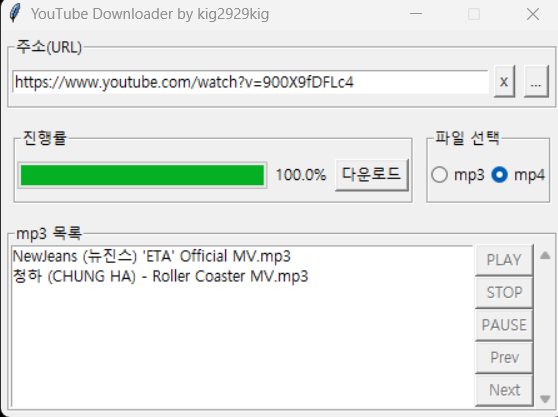 YouTube Downloader by kig2929kig
주소(URL)
https://www.youtube.com/watch?v=900X9fDFLc4
x
...
진행률
100.0%
다운로드
파일 선택
mp3
mp4
mp3 목록
NewJeans (뉴진스) 'ETA' Official MV.mp3
청하 (CHUNG HA) - Roller Coaster MV.mp3
PLAY
STOP
PAUSE
Prev
Next